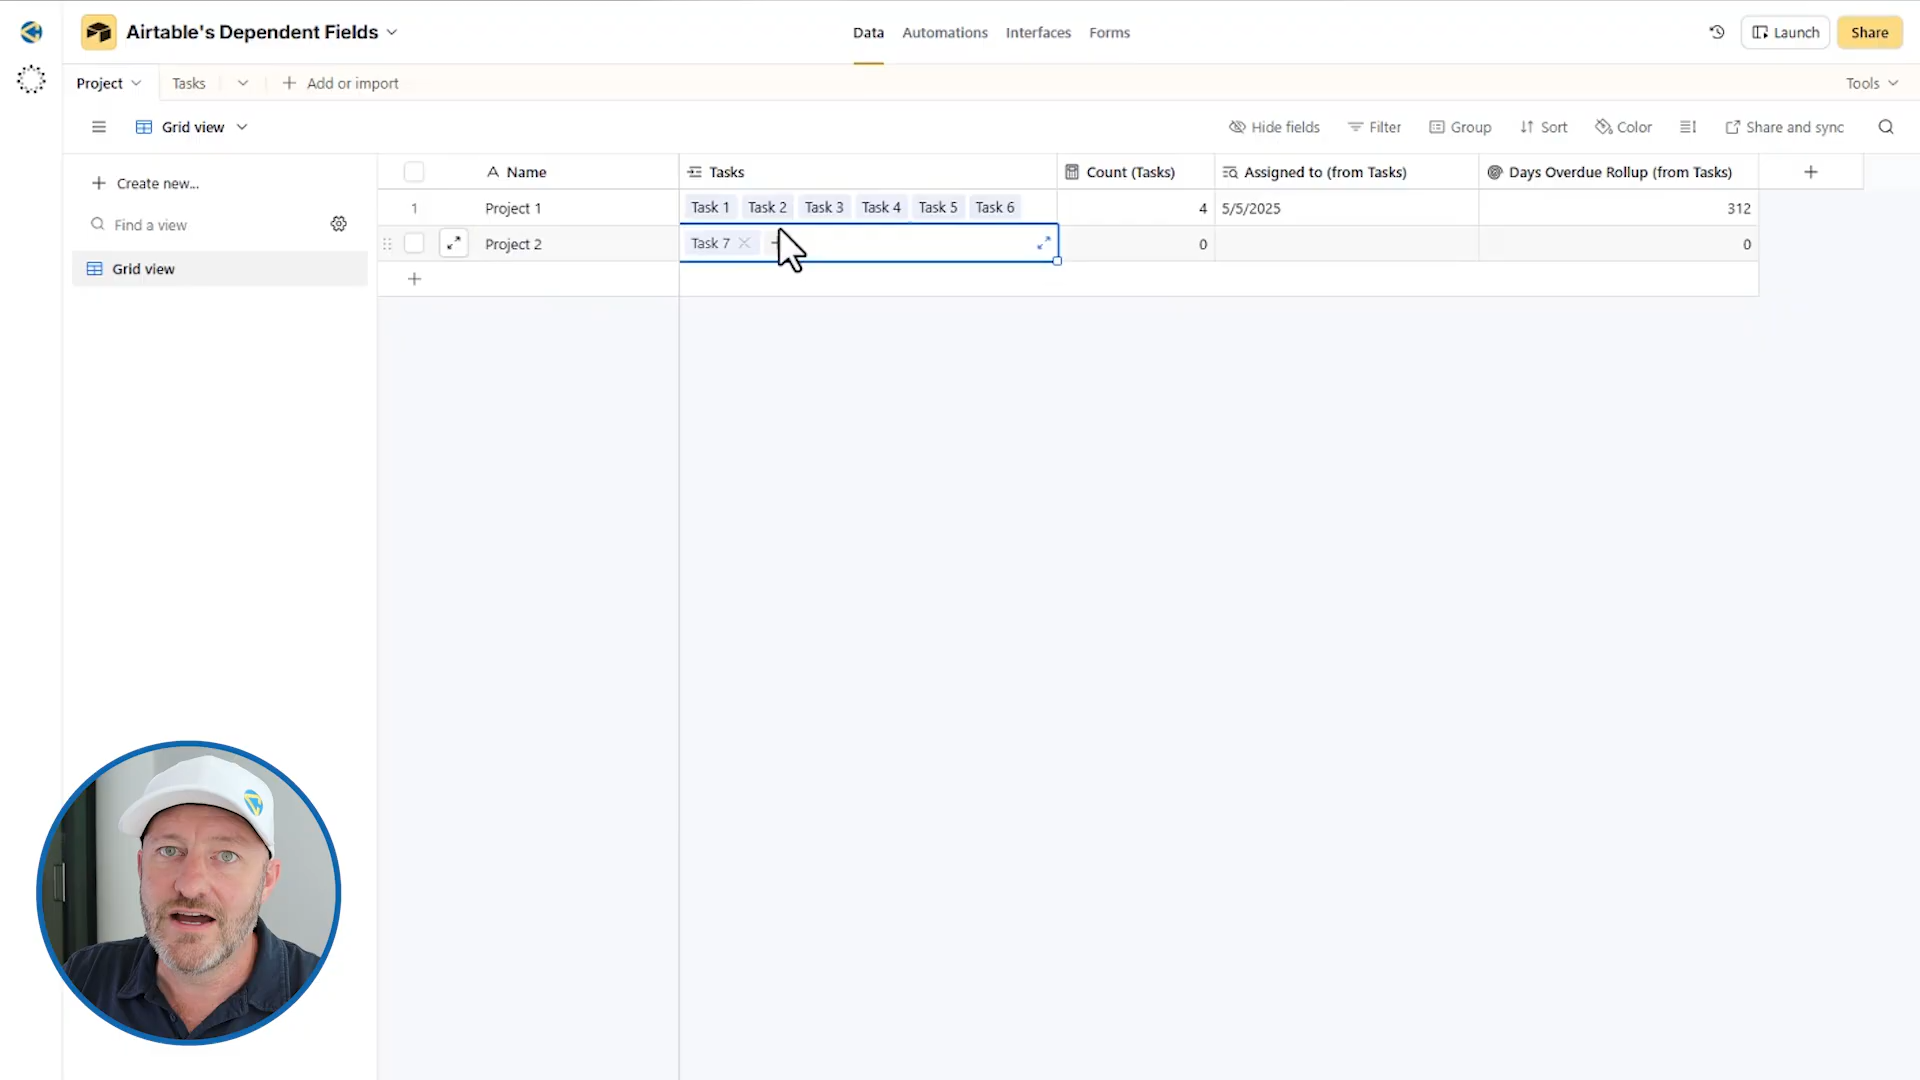 Airtable's Dependent Fields
Data Automations Interfaces Forms
Launch
Share
Project Tasks Add or import
Tools
Grid view
Hide fields Filter Group Sort Color Share and sync
Create new...
Find a view
Grid view
Name Tasks Count (Tasks) Assigned to (from Tasks) Days Overdue Rollup (from Tasks)
1 Project 1 Task 1 Task 2 Task 3 Task 4 Task 5 Task 6 4 5/5/2025 312
Project 2 Task 7 0 0